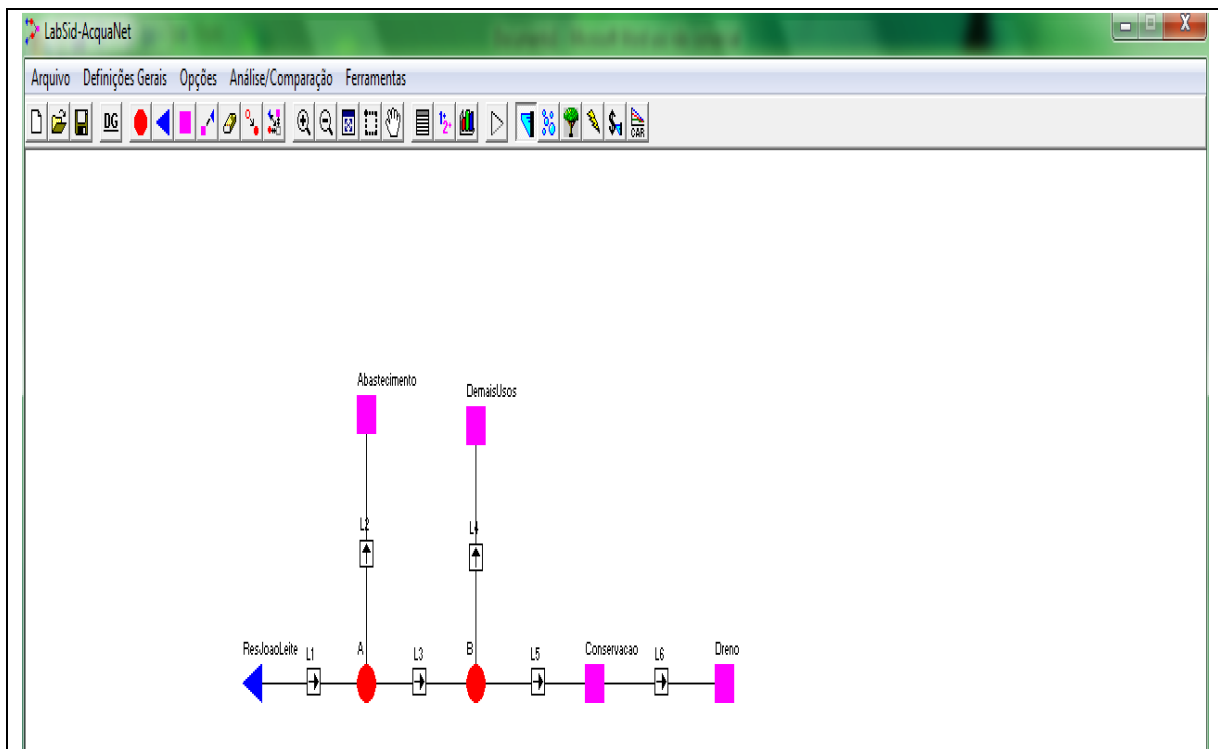 LabSid-AcquaNet
Arquivo Definições Gerais Opções Análise/Comparação Ferramentas
DG
CAR
Abastecimento
DemaisUsos
L2
L4
ResJoaoLeite L1 A L3 B L5 Conservacao L6 Dreno